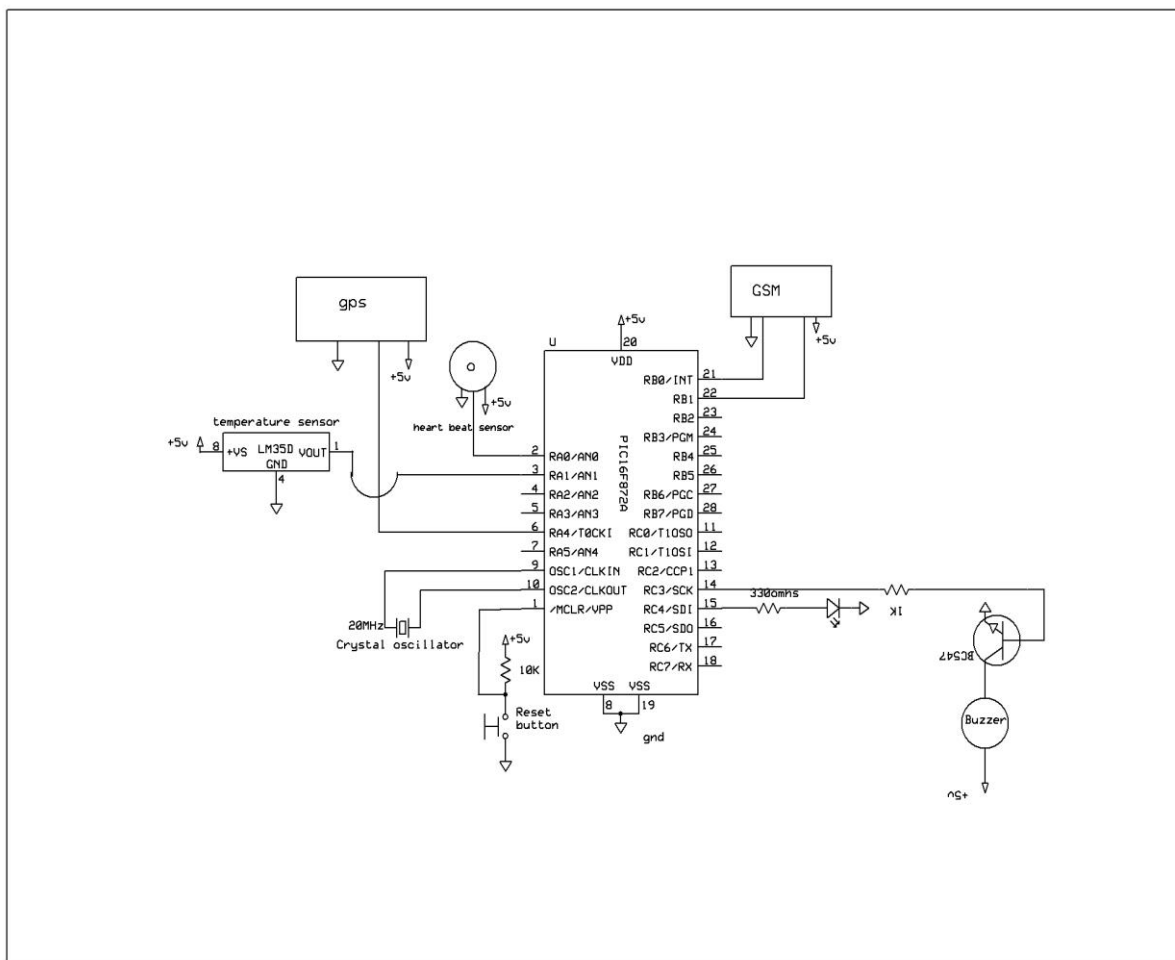 gps
+5v
GSM
+5v
U
+5v
20
VDD
+5v
heart beat sensor
temperature sensor
+5v
8
+VS
LM35D
VOUT
1
GND
4
PIC16F872A
2
RA0/AN0
3
RA1/AN1
4
RA2/AN2
5
RA3/AN3
6
RA4/T0CKI
7
RA5/AN4
9
OSC1/CLKIN
10
OSC2/CLKOUT
1
/MCLR/VPP
RB0/INT
21
RB1
22
RB2
23
RB3/PGM
24
RB4
25
RB5
26
RB6/PGC
27
RB7/PGD
28
RC0/T1OSO
11
RC1/T1OSI
12
RC2/CCP1
13
RC3/SCK
14
RC4/SDI
15
RC5/SDO
16
RC6/TX
17
RC7/RX
18
VSS
VSS
8
19
gnd
20MHz
Crystal oscillator
+5v
10K
Reset
button
330omhs
1K
BC547
Buzzer
+5v